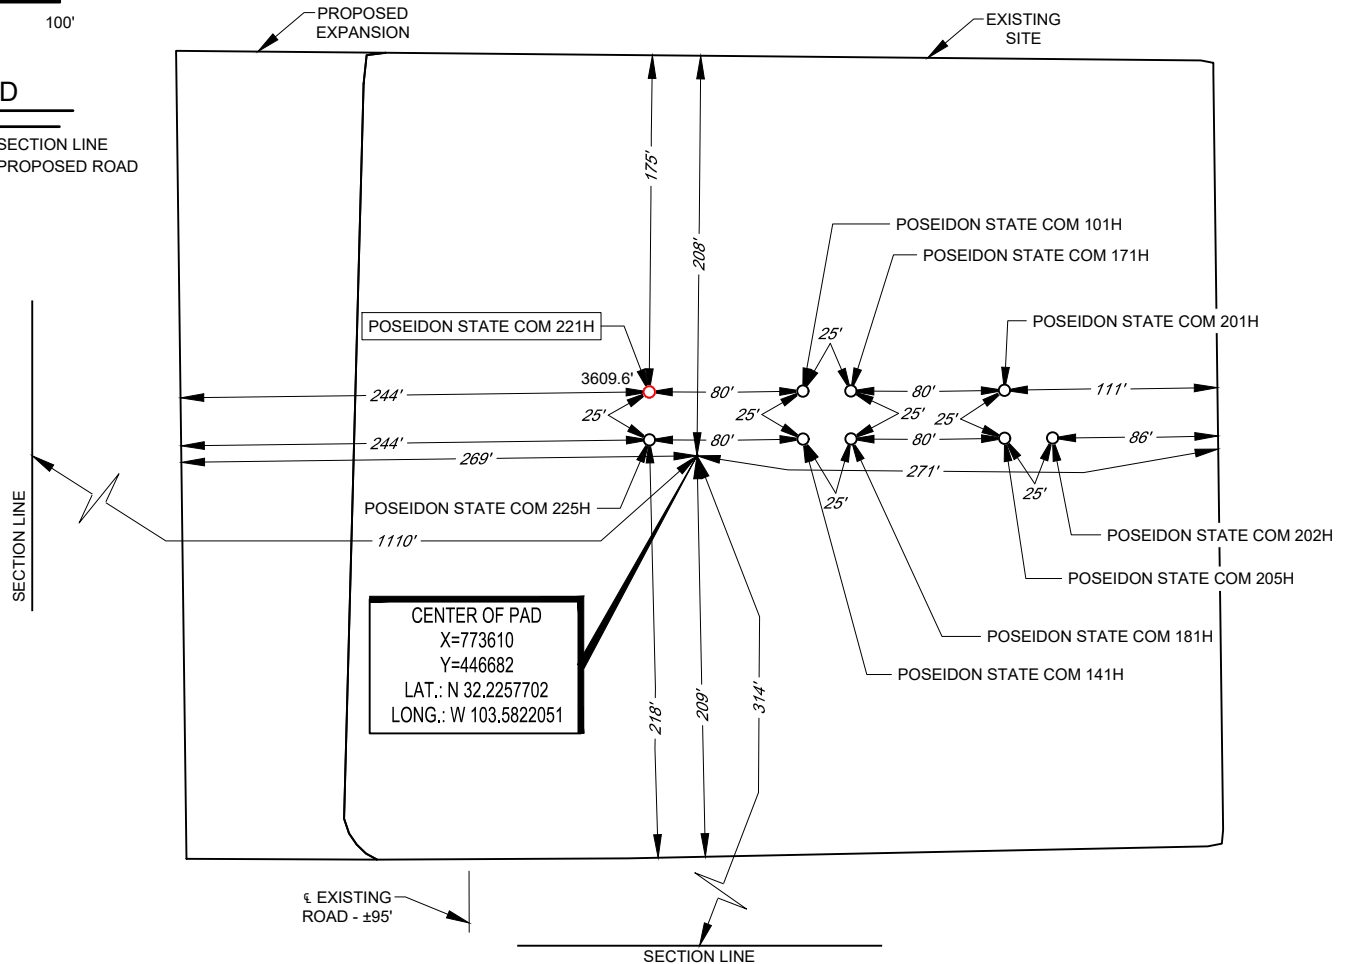 100'
PROPOSED
EXPANSION
EXISTING
SITE
D
SECTION LINE
PROPOSED ROAD
175'
208'
POSEIDON STATE COM 101H
POSEIDON STATE COM 171H
POSEIDON STATE COM 221H
25'
POSEIDON STATE COM 201H
3609.6'
244'
80'
80'
111'
25'
25'
25'
25'
244'
80'
80'
86'
269'
271'
25'
25'
SECTION LINE
POSEIDON STATE COM 225H
1110'
POSEIDON STATE COM 202H
POSEIDON STATE COM 205H
CENTER OF PAD
X=773610
Y=446682
LAT.: N 32.2257702
LONG.: W 103.5822051
POSEIDON STATE COM 181H
POSEIDON STATE COM 141H
218'
209'
314'
℄ EXISTING
ROAD - ±95'
SECTION LINE